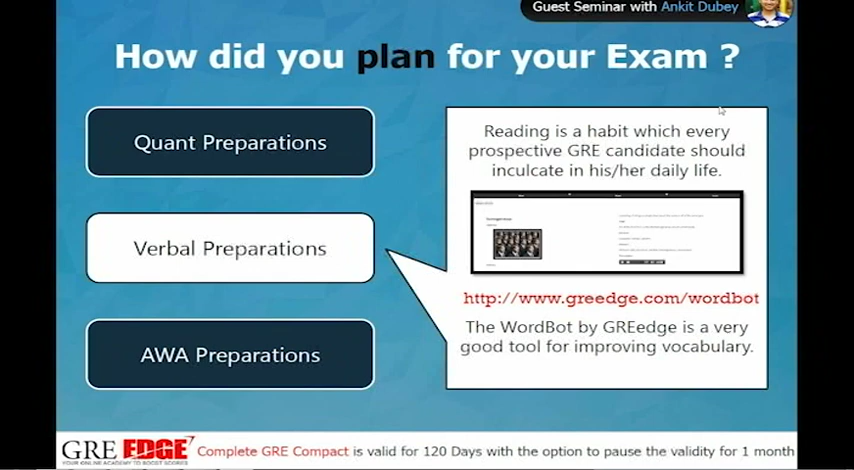 Guest Seminar with Ankit Dubey
How did you plan for your Exam ?
Quant Preparations
Verbal Preparations
AWA Preparations
Reading is a habit which every
prospective GRE candidate should
inculcate in his/her daily life.
http://www.greedge.com/wordbot
The WordBot by GREedge is a very
good tool for improving vocabulary.
GRE EDGE
YOUR ONLINE ACADEMY TO BOOST SCORES
Complete GRE Compact is valid for 120 Days with the option to pause the validity for 1 month